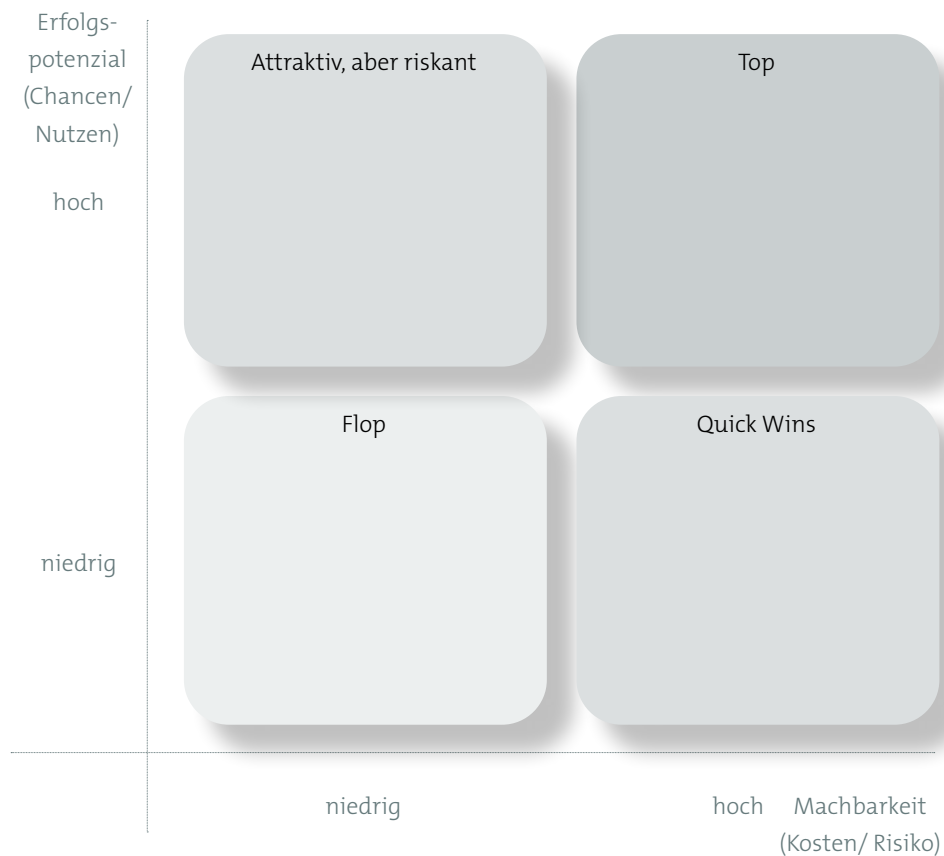 Erfolgs-
potenzial
(Chancen/
Nutzen)
hoch
Attraktiv, aber riskant
Top
Flop
Quick Wins
niedrig
niedrig
hoch
Machbarkeit
(Kosten/ Risiko)